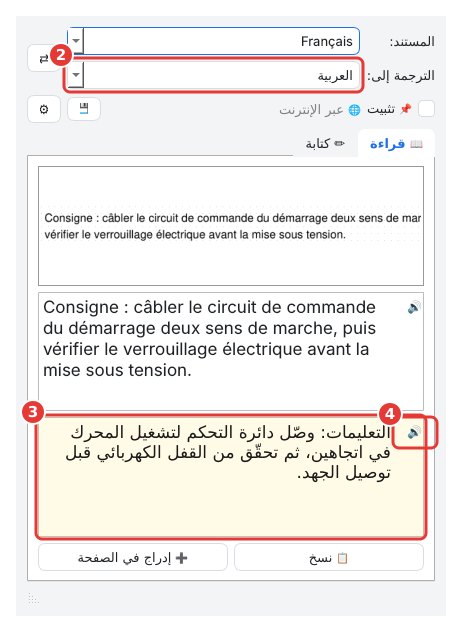 المستند:
Français
⇄
2
الترجمة إلى:
العربية
📌 تثبيت
🌐 عبر الإنترنت
📖 قراءة
✏ كتابة
Consigne : câbler le circuit de commande du démarrage deux sens de mar
vérifier le verrouillage électrique avant la mise sous tension.
Consigne : câbler le circuit de commande
du démarrage deux sens de marche, puis
vérifier le verrouillage électrique avant la
mise sous tension.
3
4
التعليمات: وصّل دائرة التحكم لتشغيل المحرك
في اتجاهين، ثم تحقّق من القفل الكهربائي قبل
توصيل الجهد.
📋 نسخ
➕ إدراج في الصفحة